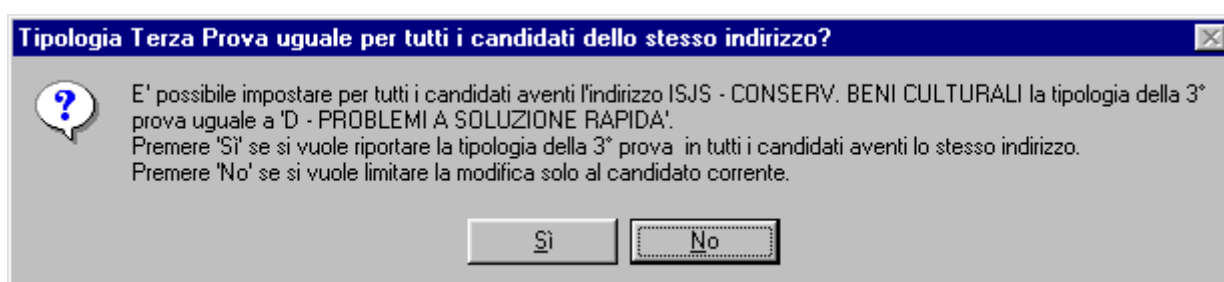 Tipologia Terza Prova uguale per tutti i candidati dello stesso indirizzo?
E' possibile impostare per tutti i candidati aventi l'indirizzo ISJS - CONSERV. BENI CULTURALI la tipologia della 3°
prova uguale a 'D - PROBLEMI A SOLUZIONE RAPIDA'.
Premere 'Sì' se si vuole riportare la tipologia della 3° prova in tutti i candidati aventi lo stesso indirizzo.
Premere 'No' se si vuole limitare la modifica solo al candidato corrente.
Sì No